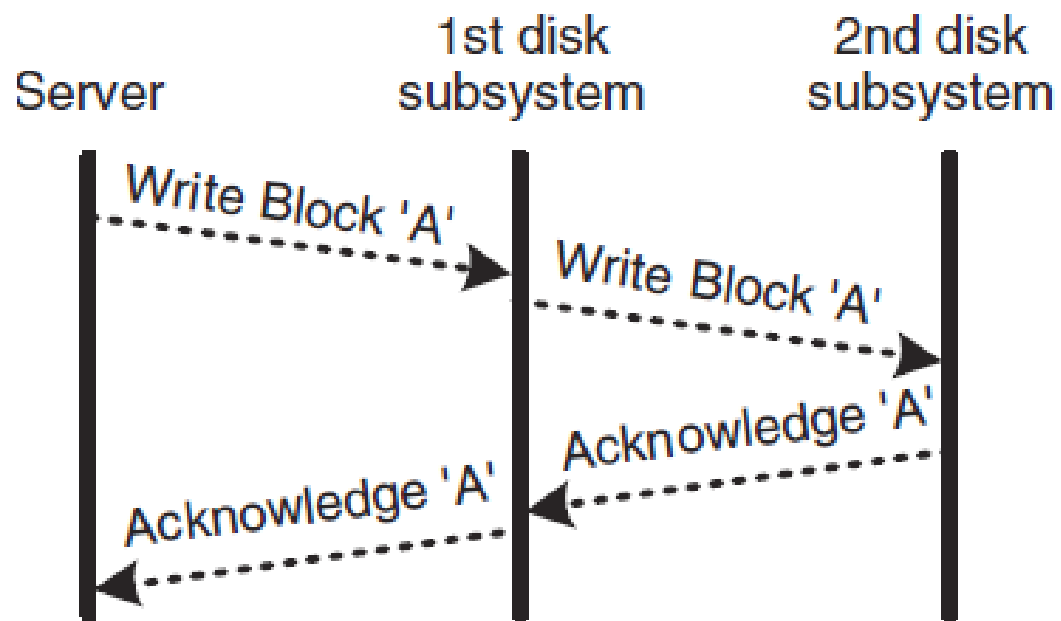 Server
1st disk
subsystem
2nd disk
subsystem
Write Block 'A'
Write Block 'A'
Acknowledge 'A'
Acknowledge 'A'